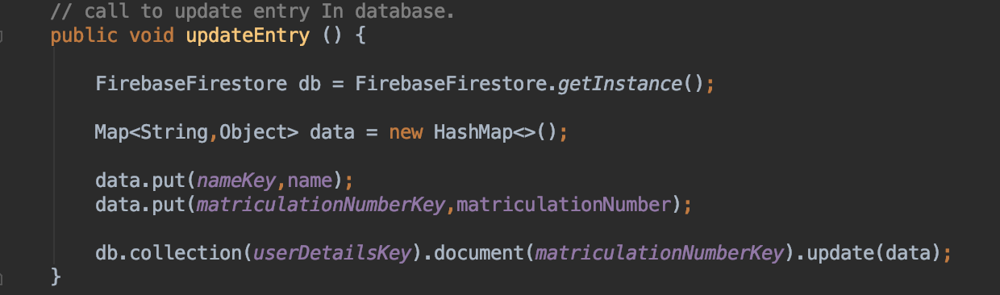 // call to update entry In database.
public void updateEntry () {
FirebaseFirestore db = FirebaseFirestore.getInstance();
Map<String,Object> data = new HashMap<>();
data.put(nameKey,name);
data.put(matriculationNumberKey,matriculationNumber);
db.collection(userDetailsKey).document(matriculationNumberKey).update(data);
}